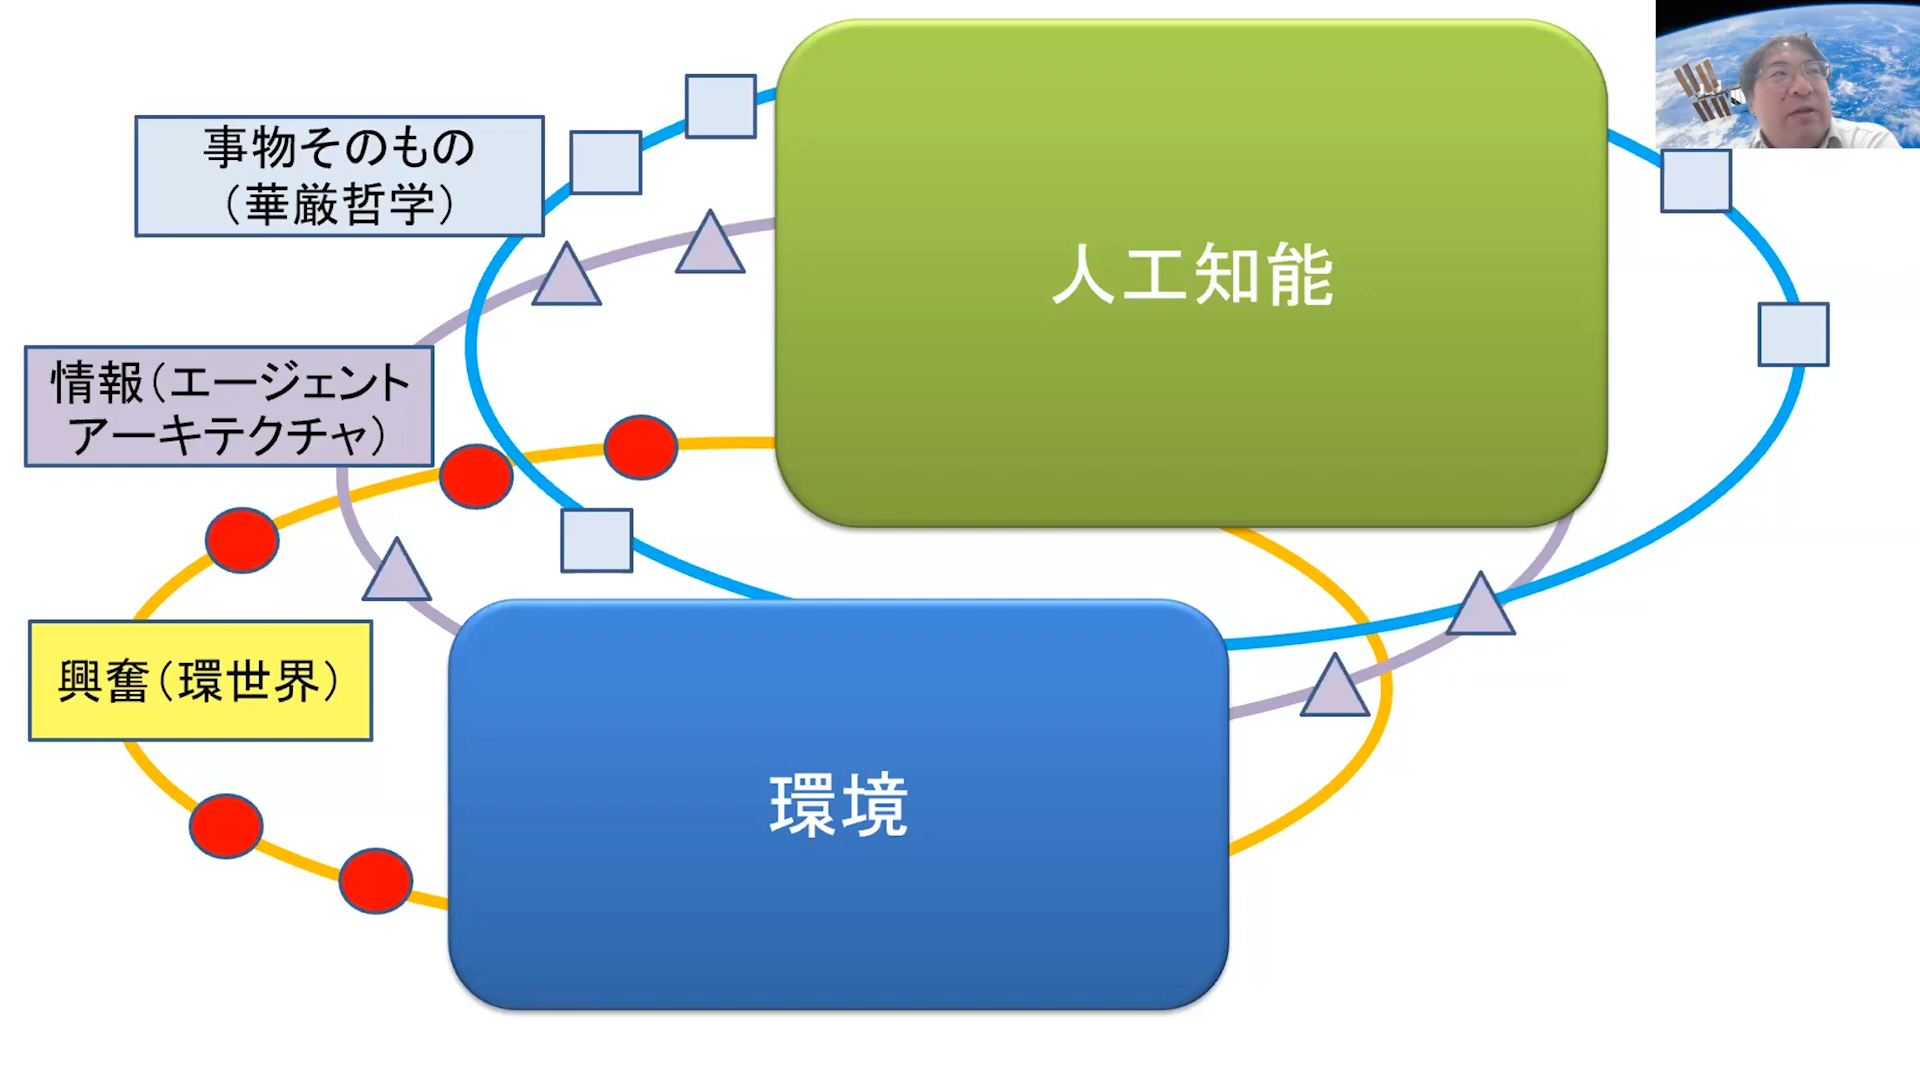 事物そのもの
（華厳哲学）
人工知能
情報（エージェント
アーキテクチャ）
興奮（環世界）
環境